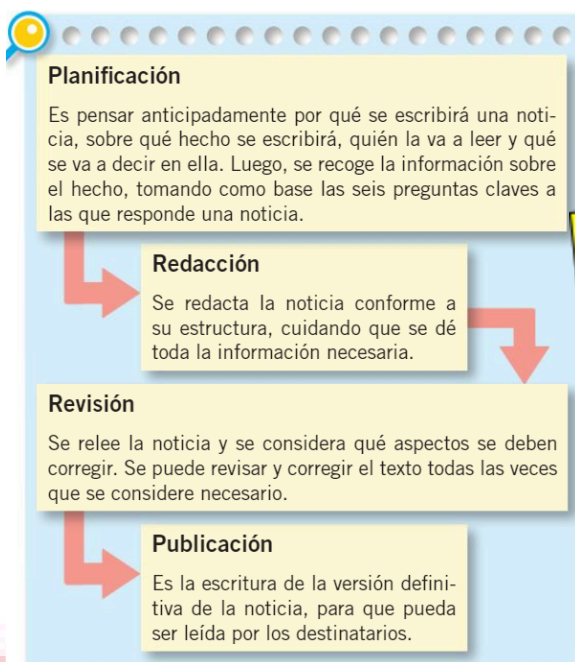 Planificación
Es pensar anticipadamente por qué se escribirá una noti-
cia, sobre qué hecho se escribirá, quién la va a leer y qué
se va a decir en ella. Luego, se recoge la información sobre
el hecho, tomando como base las seis preguntas claves a
las que responde una noticia.
Redacción
Se redacta la noticia conforme a
su estructura, cuidando que se dé
toda la información necesaria.
Revisión
Se relee la noticia y se considera qué aspectos se deben
corregir. Se puede revisar y corregir el texto todas las veces
que se considere necesario.
Publicación
Es la escritura de la versión defini-
tiva de la noticia, para que pueda
ser leída por los destinatarios.